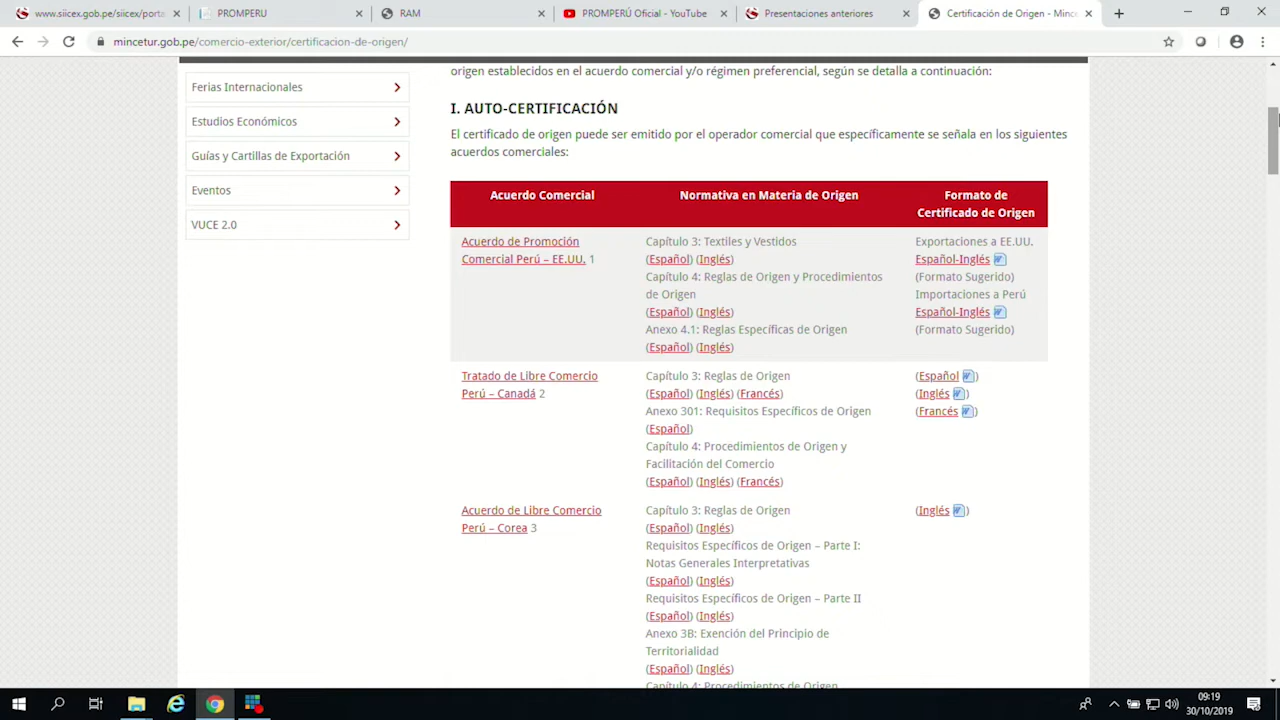 www.siicex.gob.pe/siicex/porta
PROMPERU
RAM
PROMPERÚ Oficial - YouTube
Presentaciones anteriores
Certificación de Origen - Mince
mincetur.gob.pe/comercio-exterior/certificacion-de-origen/
Ferias Internacionales
Estudios Económicos
Guías y Cartillas de Exportación
Eventos
VUCE 2.0
origen establecidos en el acuerdo comercial y/o régimen preferencial, según se detalla a continuación:
I. AUTO-CERTIFICACIÓN
El certificado de origen puede ser emitido por el operador comercial que específicamente se señala en los siguientes
acuerdos comerciales:
Acuerdo Comercial
Normativa en Materia de Origen
Formato de
Certificado de Origen
Acuerdo de Promoción
Comercial Perú – EE.UU. 1
Capítulo 3: Textiles y Vestidos
(Español) (Inglés)
Capítulo 4: Reglas de Origen y Procedimientos
de Origen
(Español) (Inglés)
Anexo 4.1: Reglas Específicas de Origen
(Español) (Inglés)
Exportaciones a EE.UU.
Español-Inglés
(Formato Sugerido)
Importaciones a Perú
Español-Inglés
(Formato Sugerido)
Tratado de Libre Comercio
Perú – Canadá 2
Capítulo 3: Reglas de Origen
(Español) (Inglés) (Francés)
Anexo 301: Requisitos Específicos de Origen
(Español)
Capítulo 4: Procedimientos de Origen y
Facilitación del Comercio
(Español) (Inglés) (Francés)
(Español)
(Inglés)
(Francés)
Acuerdo de Libre Comercio
Perú – Corea 3
Capítulo 3: Reglas de Origen
(Español) (Inglés)
Requisitos Específicos de Origen – Parte I:
Notas Generales Interpretativas
(Español) (Inglés)
Requisitos Específicos de Origen – Parte II
(Español) (Inglés)
Anexo 3B: Exención del Principio de
Territorialidad
(Español) (Inglés)
Capítulo 4: Procedimientos de Origen
(Inglés)
09:19
30/10/2019